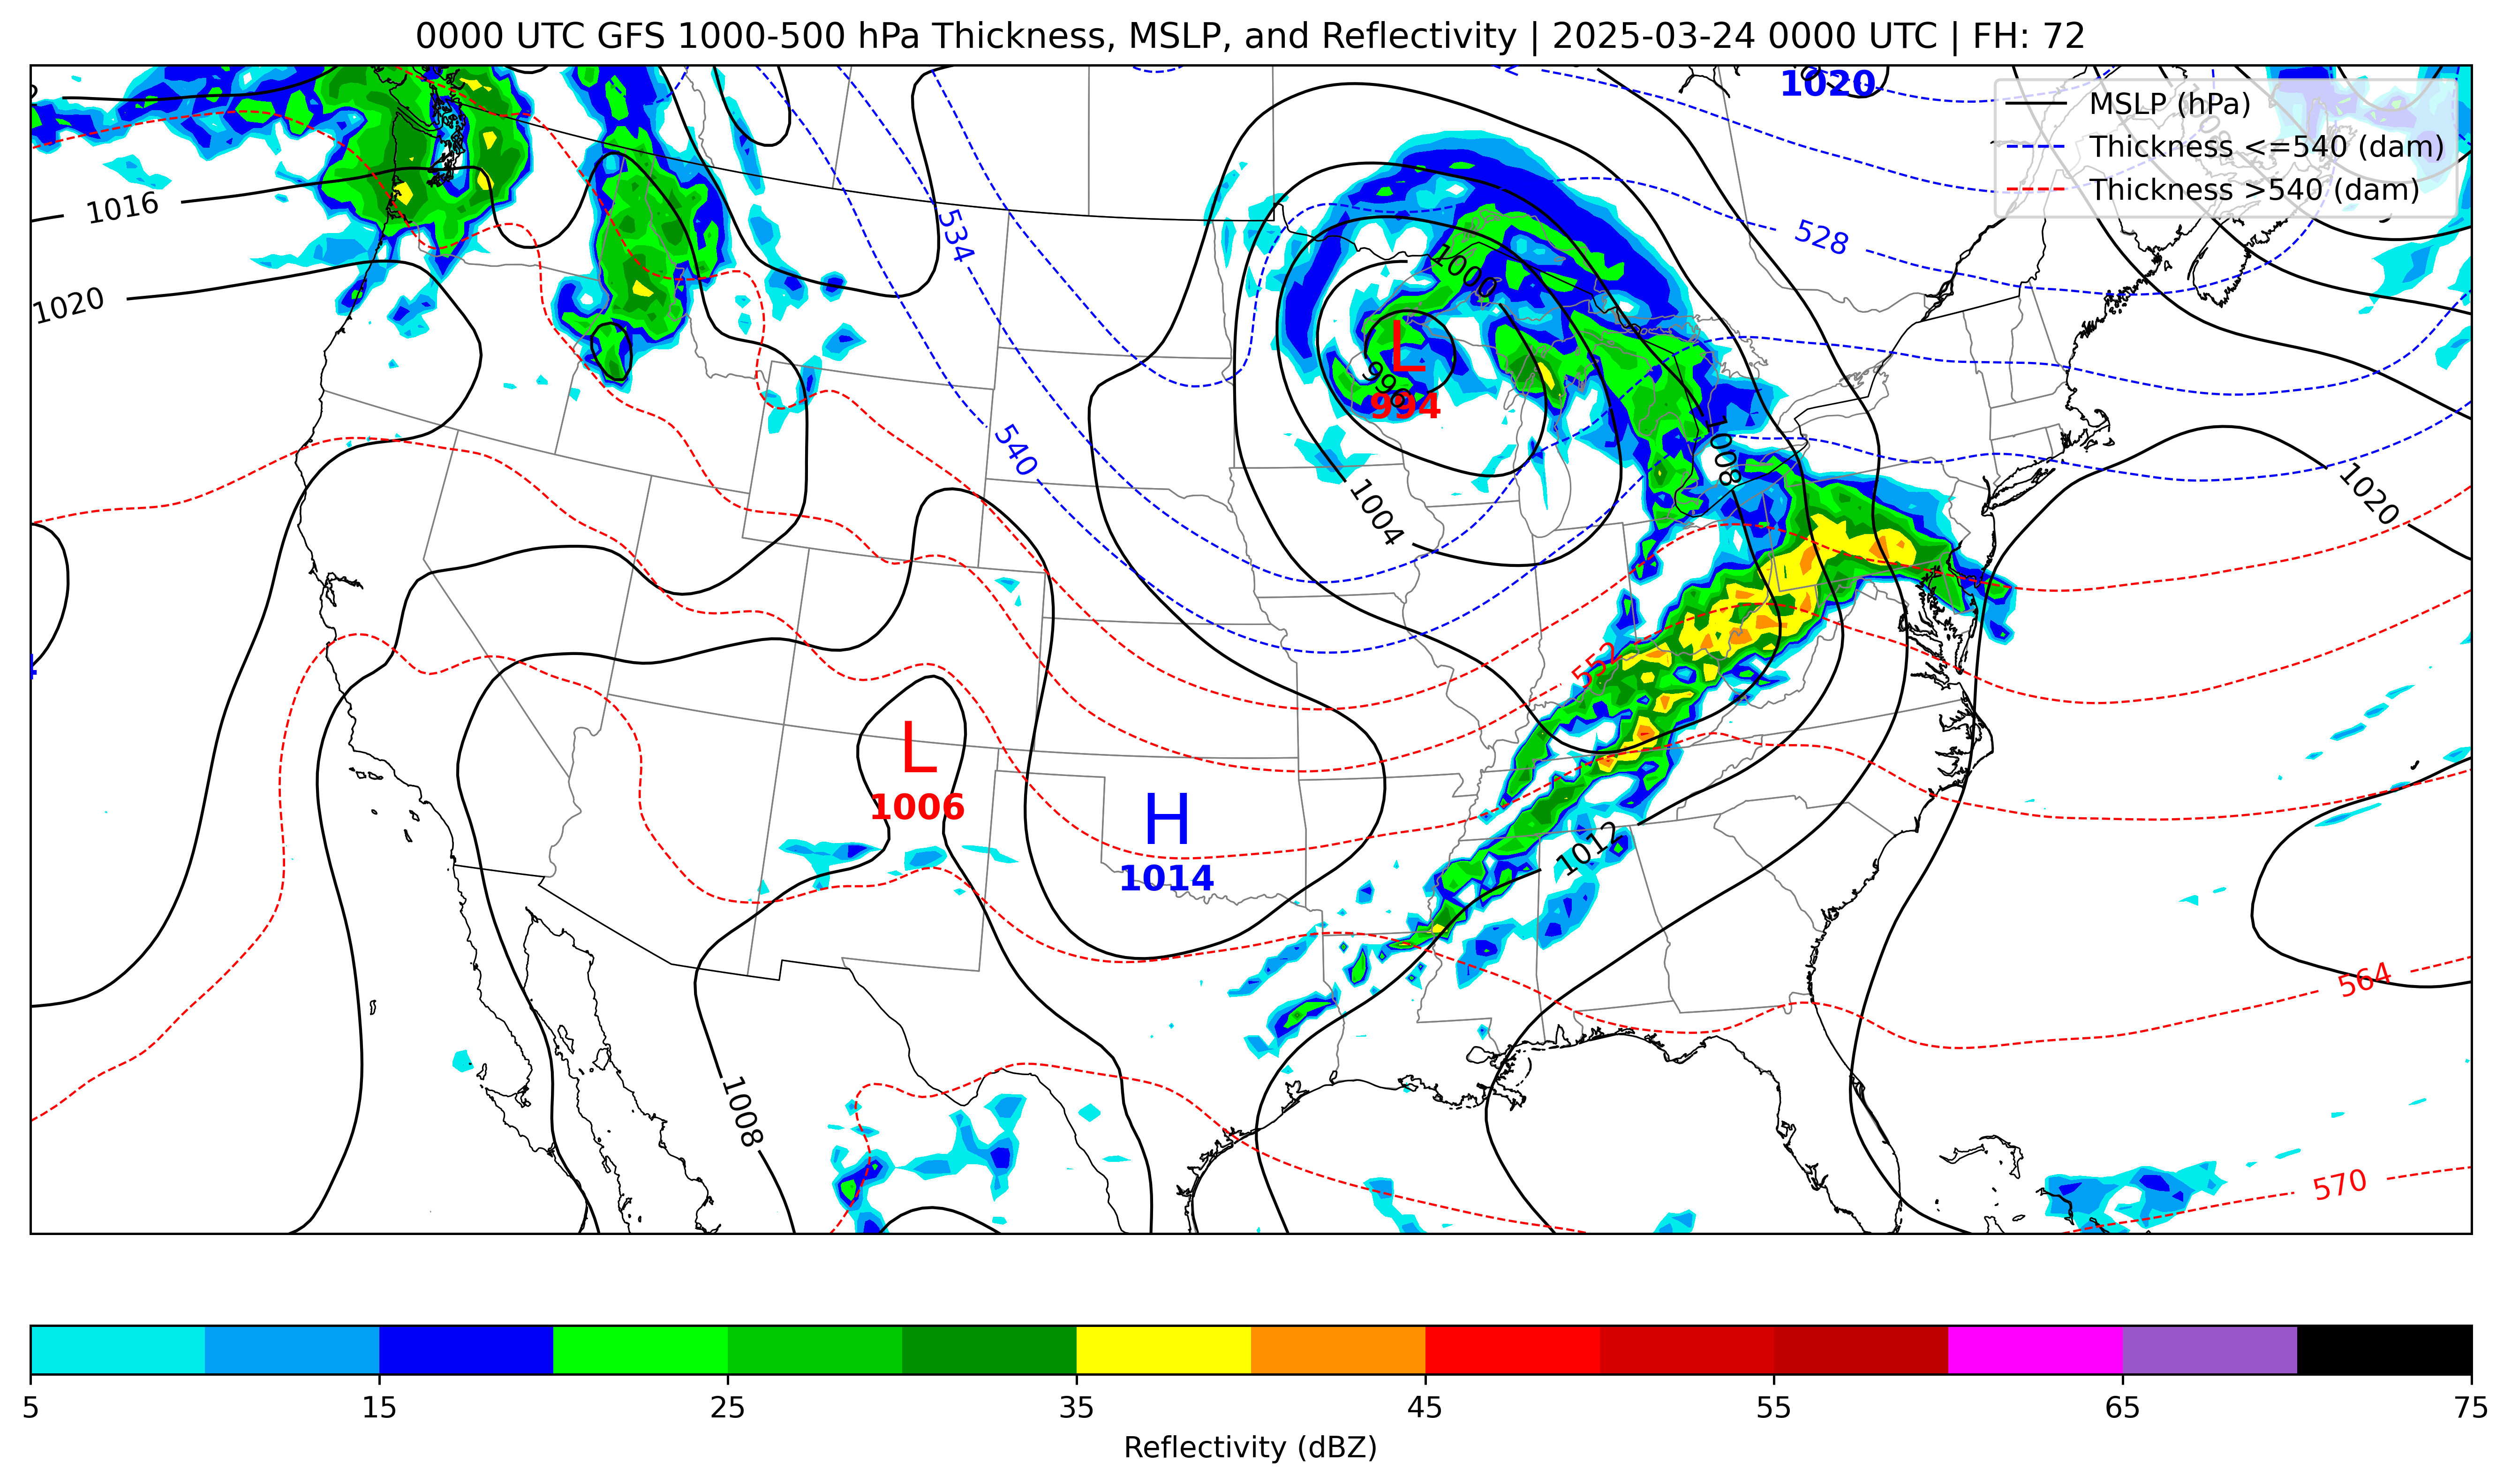 0000 UTC GFS 1000-500 hPa Thickness, MSLP, and Reflectivity | 2025-03-24 0000 UTC | FH: 72
1020
MSLP (hPa)
Thickness <=540 (dam)
Thickness >540 (dam)
1016
534
528
1000
1020
L
996
994
540
1008
1004
1020
552
L
1006
H
1014
1012
564
1008
570
5 15 25 35 45 55 65 75
Reflectivity (dBZ)